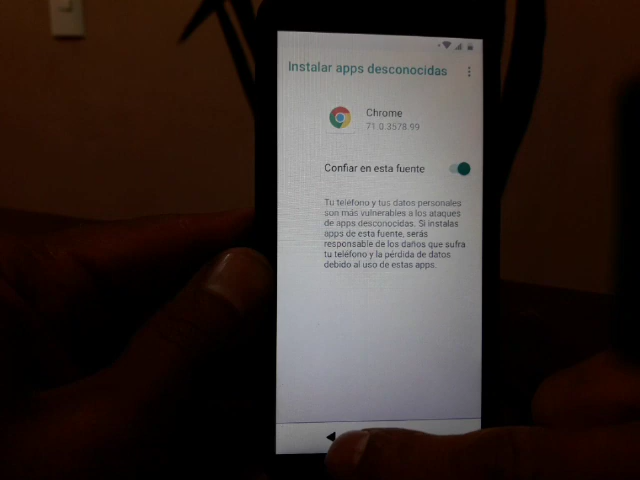 Instalar apps desconocidas
Chrome
71.0.3578.99
Confiar en esta fuente
Tu teléfono y tus datos personales
son más vulnerables a los ataques
de apps desconocidas. Si instalas
apps de esta fuente, serás
responsable de los daños que sufra
tu teléfono y la pérdida de datos
debido al uso de estas apps.